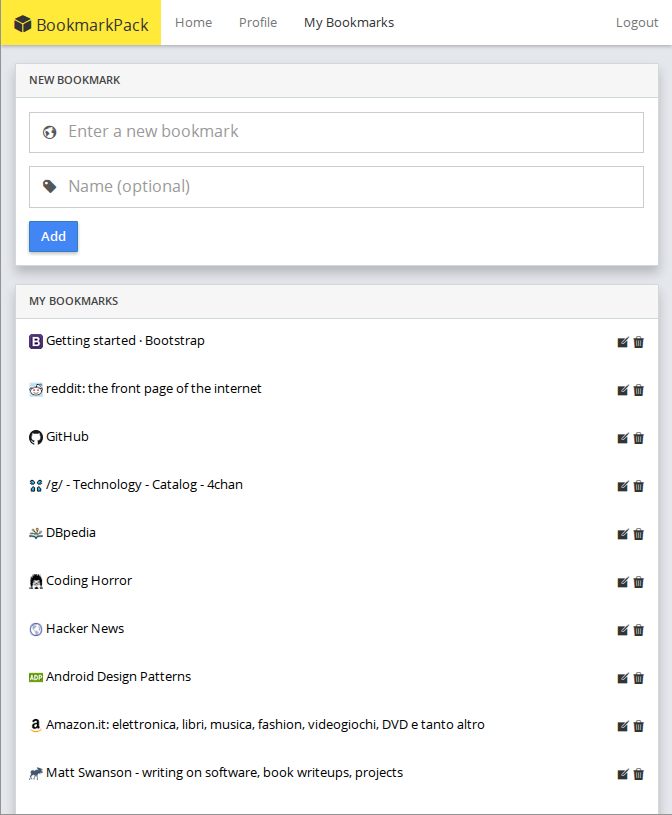 BookmarkPack Home Profile My Bookmarks Logout
NEW BOOKMARK
Enter a new bookmark
Name (optional)
Add
MY BOOKMARKS
B Getting started · Bootstrap
reddit: the front page of the internet
GitHub
/g/ - Technology - Catalog - 4chan
DBpedia
Coding Horror
Hacker News
ADP Android Design Patterns
a Amazon.it: elettronica, libri, musica, fashion, videogiochi, DVD e tanto altro
Matt Swanson - writing on software, book writeups, projects